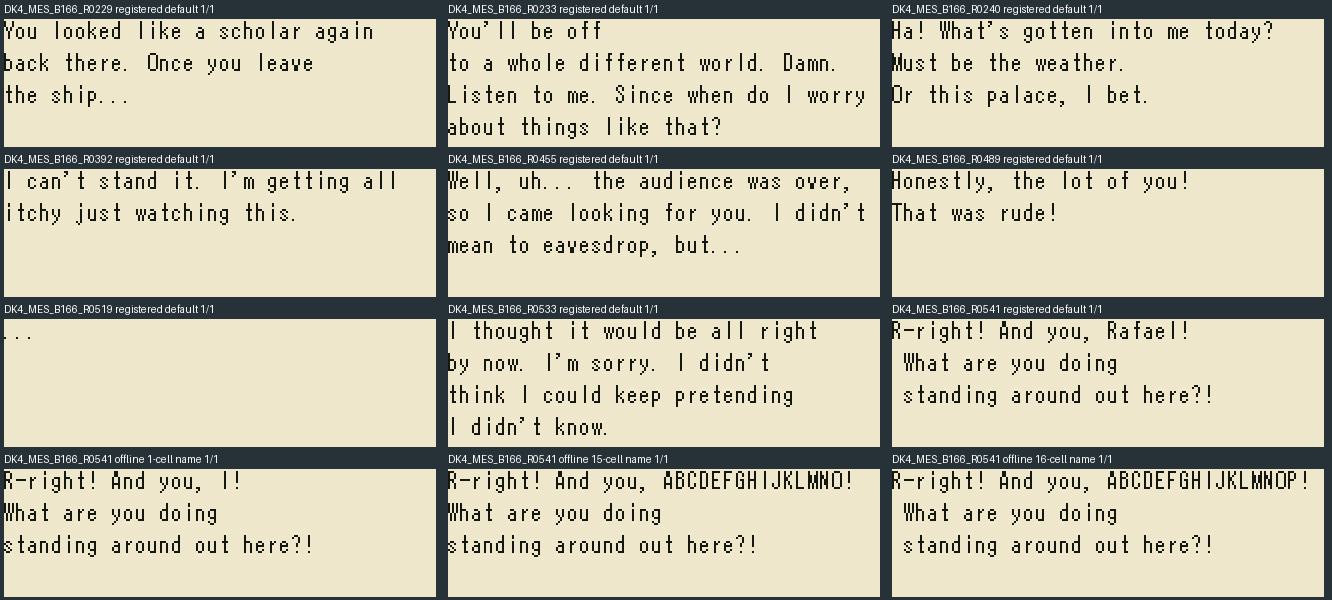 DK4_MES_B166_R0229 registered default 1/1
You looked like a scholar again
back there. Once you leave
the ship...
DK4_MES_B166_R0233 registered default 1/1
You'll be off
to a whole different world. Damn.
Listen to me. Since when do I worry
about things like that?
DK4_MES_B166_R0240 registered default 1/1
Ha! What's gotten into me today?
Must be the weather.
Or this palace, I bet.
DK4_MES_B166_R0392 registered default 1/1
I can't stand it. I'm getting all
itchy just watching this.
DK4_MES_B166_R0455 registered default 1/1
Well, uh... the audience was over,
so I came looking for you. I didn't
mean to eavesdrop, but...
DK4_MES_B166_R0489 registered default 1/1
Honestly, the lot of you!
That was rude!
DK4_MES_B166_R0519 registered default 1/1
...
DK4_MES_B166_R0533 registered default 1/1
I thought it would be all right
by now. I'm sorry. I didn't
think I could keep pretending
I didn't know.
DK4_MES_B166_R0541 registered default 1/1
R-right! And you, Rafael!
What are you doing
standing around out here?!
DK4_MES_B166_R0541 offline 1-cell name 1/1
R-right! And you, I!
What are you doing
standing around out here?!
DK4_MES_B166_R0541 offline 15-cell name 1/1
R-right! And you, ABCDEFGHIJKLMNO!
What are you doing
standing around out here?!
DK4_MES_B166_R0541 offline 16-cell name 1/1
R-right! And you, ABCDEFGHIJKLMNOP!
What are you doing
standing around out here?!